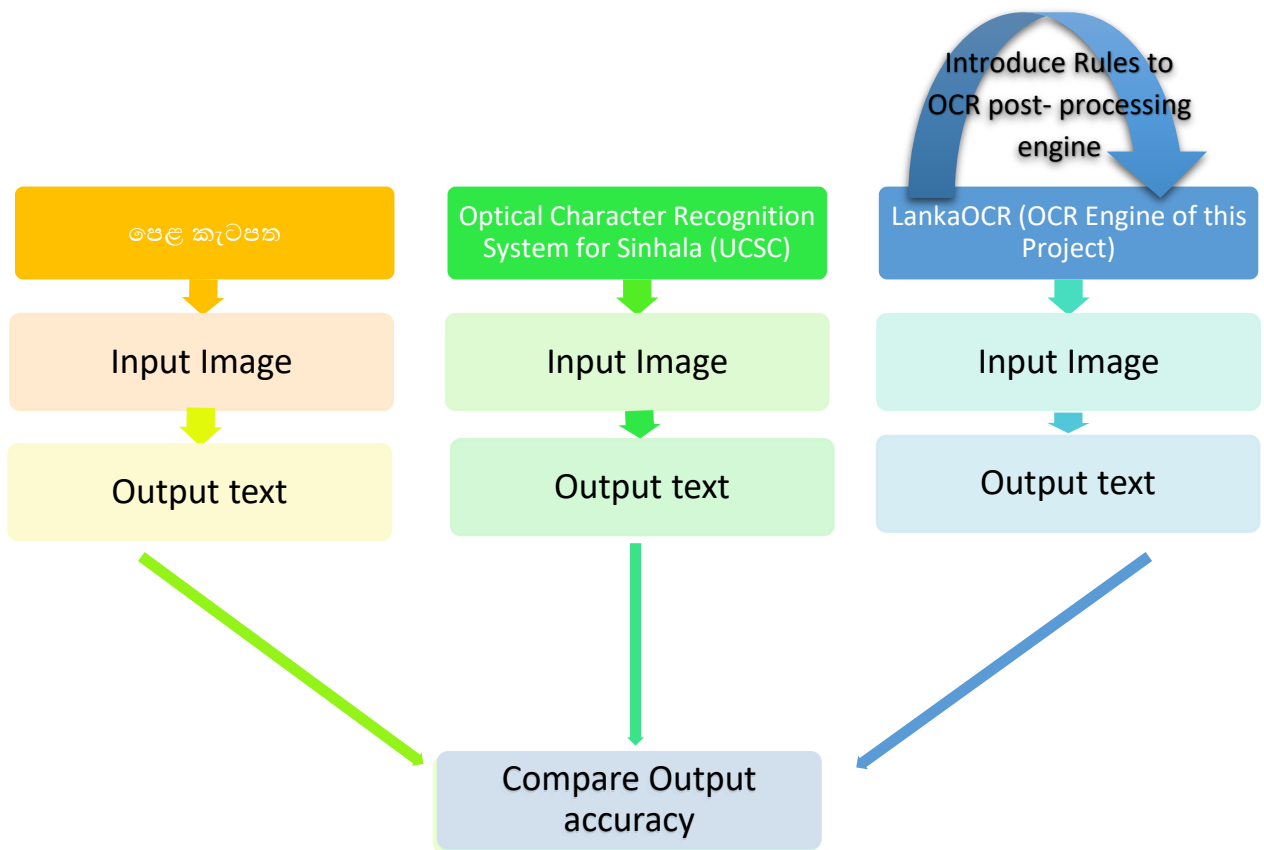 Introduce Rules to
OCR post- processing
engine
පෙළ කැටපත
Optical Character Recognition
System for Sinhala (UCSC)
LankaOCR (OCR Engine of this
Project)
Input Image
Input Image
Input Image
Output text
Output text
Output text
Compare Output
accuracy